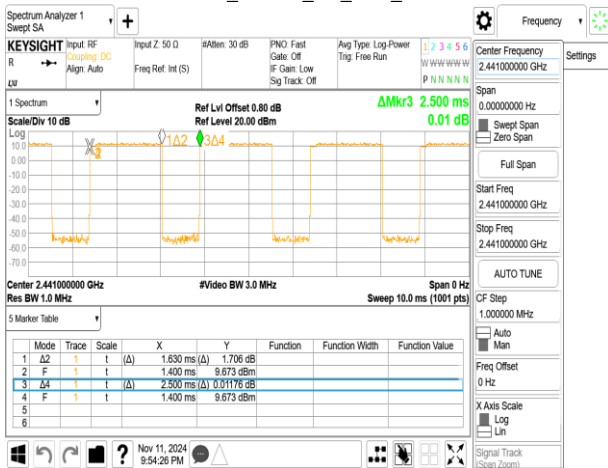 Spectrum Analyzer 1
Swept SA
Frequency
KEYSIGHT
R
LXI
Input: RF
Coupling: DC
Align: Auto
Input Z: 50 Ω
Freq Ref: Int (S)
#Atten: 30 dB
PNO: Fast
Gate: Off
IF Gain: Low
Sig Track: Off
Avg Type: Log-Power
Trig: Free Run
1 2 3 4 5 6
W W W W W W
P N N N N N
Center Frequency
2.441000000 GHz
Settings
Span
0.00000000 Hz
Swept Span
Zero Span
Full Span
Start Freq
2.441000000 GHz
Stop Freq
2.441000000 GHz
AUTO TUNE
CF Step
1.000000 MHz
Auto
Man
Freq Offset
0 Hz
X Axis Scale
Log
Lin
Signal Track
(Span Zoom)
1 Spectrum
Scale/Div 10 dB
Ref Lvl Offset 0.80 dB
Ref Level 20.00 dBm
ΔMkr3 2.500 ms
0.01 dB
Log
10.0
0.00
-10.0
-20.0
-30.0
-40.0
-50.0
-60.0
-70.0
1Δ2
3Δ4
Center 2.441000000 GHz
Res BW 1.0 MHz
#Video BW 3.0 MHz
Span 0 Hz
Sweep 10.0 ms (1001 pts)
5 Marker Table
Mode Trace Scale X Y Function Function Width Function Value
1 Δ2 1 t (Δ) 1.630 ms (Δ) 1.706 dB
2 F 1 t 1.400 ms 9.673 dBm
3 Δ4 1 t (Δ) 2.500 ms (Δ) 0.01176 dB
4 F 1 t 1.400 ms 9.673 dBm
5
6
?
Nov 11, 2024
9:54:26 PM